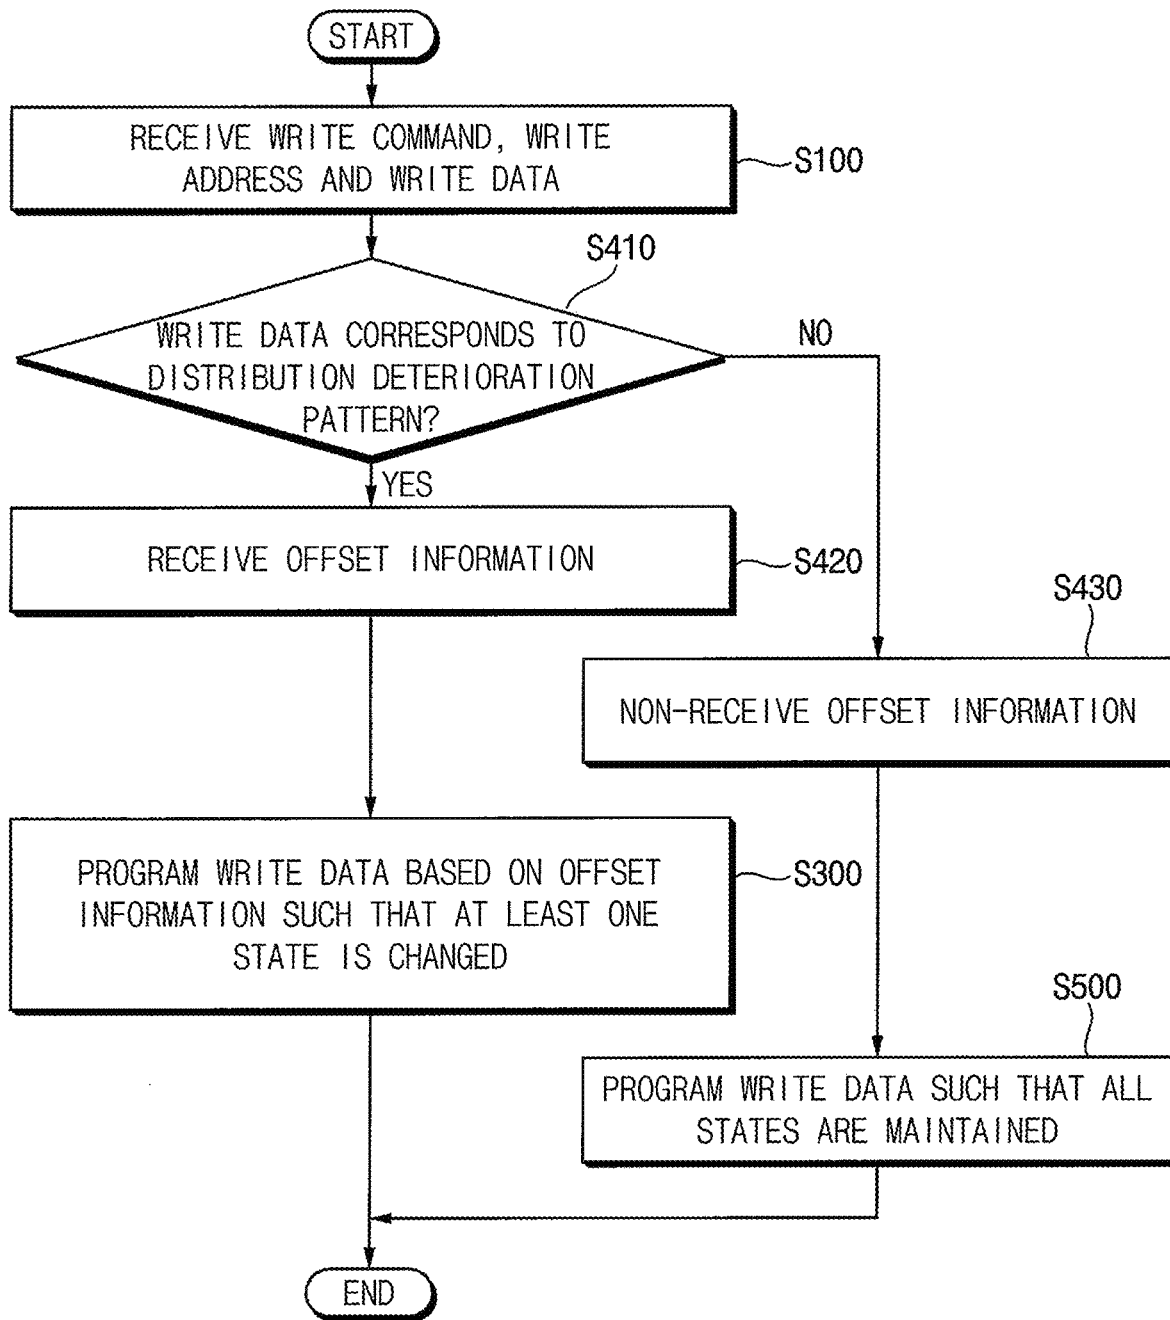 START
RECEIVE WRITE COMMAND, WRITE
ADDRESS AND WRITE DATA
S100
S410
WRITE DATA CORRESPONDS TO
DISTRIBUTION DETERIORATION
PATTERN?
NO
YES
RECEIVE OFFSET INFORMATION
S420
S430
NON-RECEIVE OFFSET INFORMATION
PROGRAM WRITE DATA BASED ON OFFSET
INFORMATION SUCH THAT AT LEAST ONE
STATE IS CHANGED
S300
S500
PROGRAM WRITE DATA SUCH THAT ALL
STATES ARE MAINTAINED
END